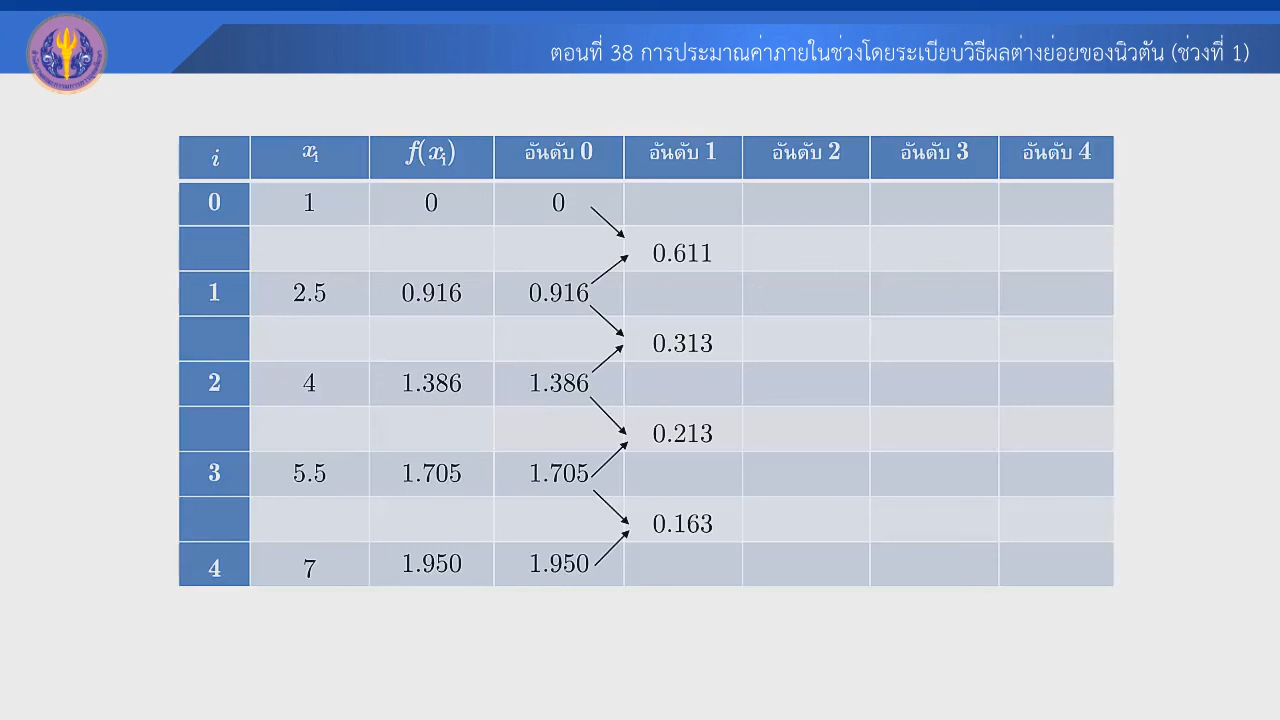 ตอนที่ 38 การประมาณค่าภายในช่วงโดยระเบียบวิธีผลต่างย่อยของนิวตัน (ช่วงที่ 1)
i xᵢ f(xᵢ) อันดับ 0 อันดับ 1 อันดับ 2 อันดับ 3 อันดับ 4
0 1 0 0
0.611
1 2.5 0.916 0.916
0.313
2 4 1.386 1.386
0.213
3 5.5 1.705 1.705
0.163
4 7 1.950 1.950